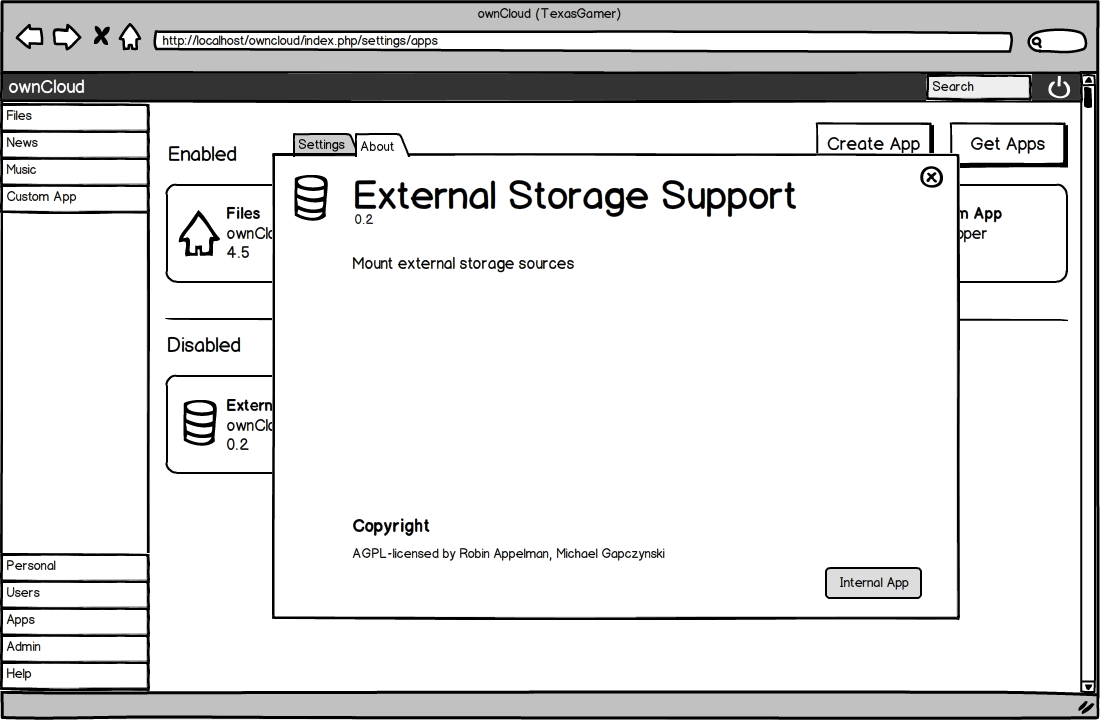 ownCloud (TexasGamer)
http://localhost/owncloud/index.php/settings/apps
ownCloud
Search
Files
News
Music
Custom App
Personal
Users
Apps
Admin
Help
Enabled
Create App
Get Apps
Files
ownClo
4.5
App
Disabled
Extern
ownClo
0.2
Settings
About
External Storage Support
0.2
Mount external storage sources
Copyright
AGPL-licensed by Robin Appelman, Michael Gapczynski
Internal App